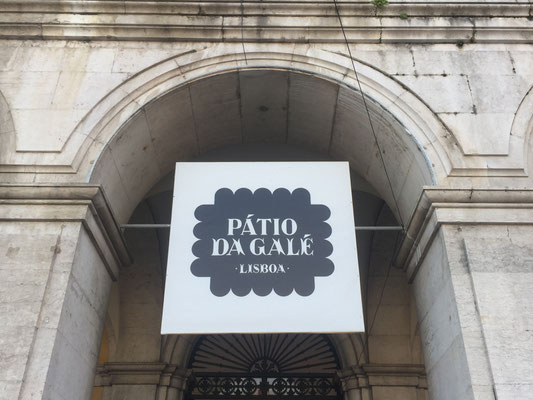 PÁTIO
DA GALÉ
·LISBOA·